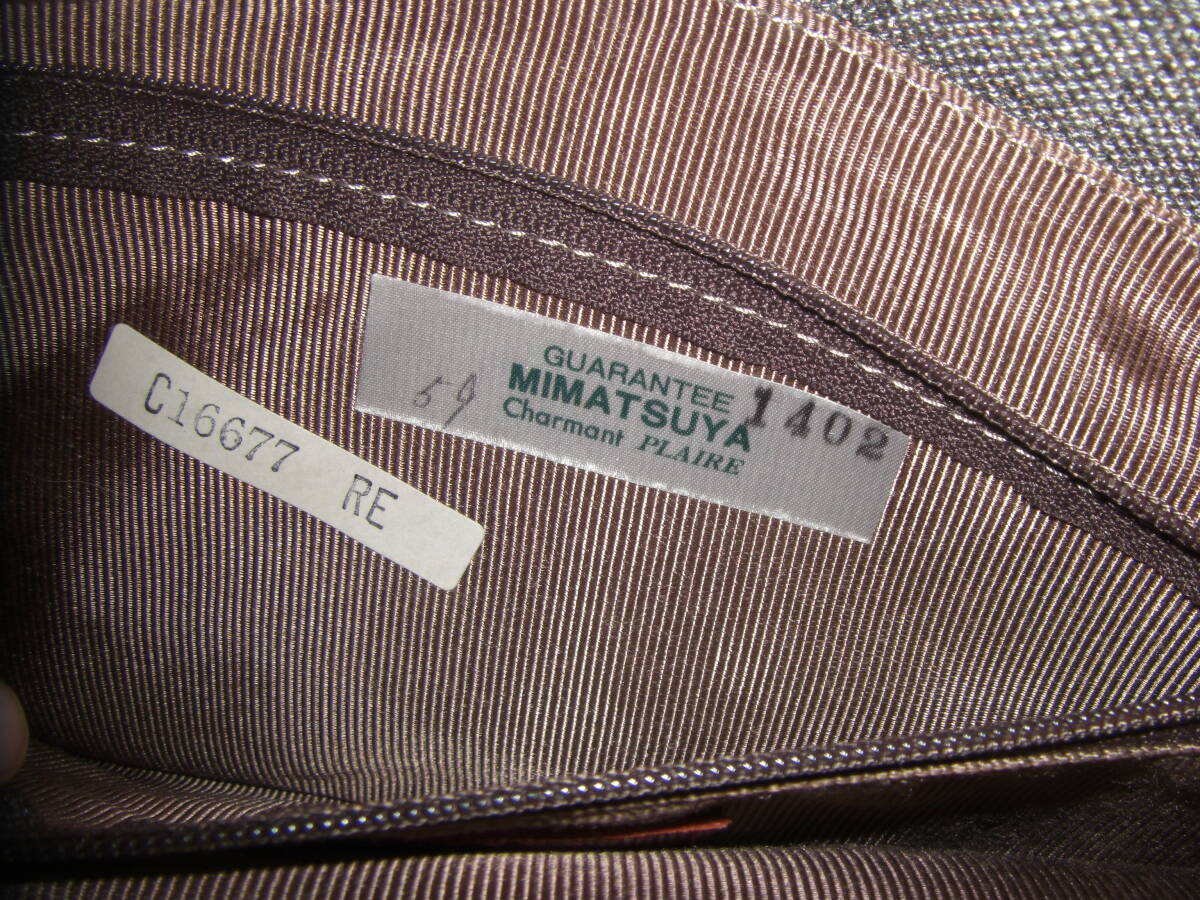 C16677 RE
GUARANTEE
59 MIMATSUYA 1402
Charmant PLAIRE